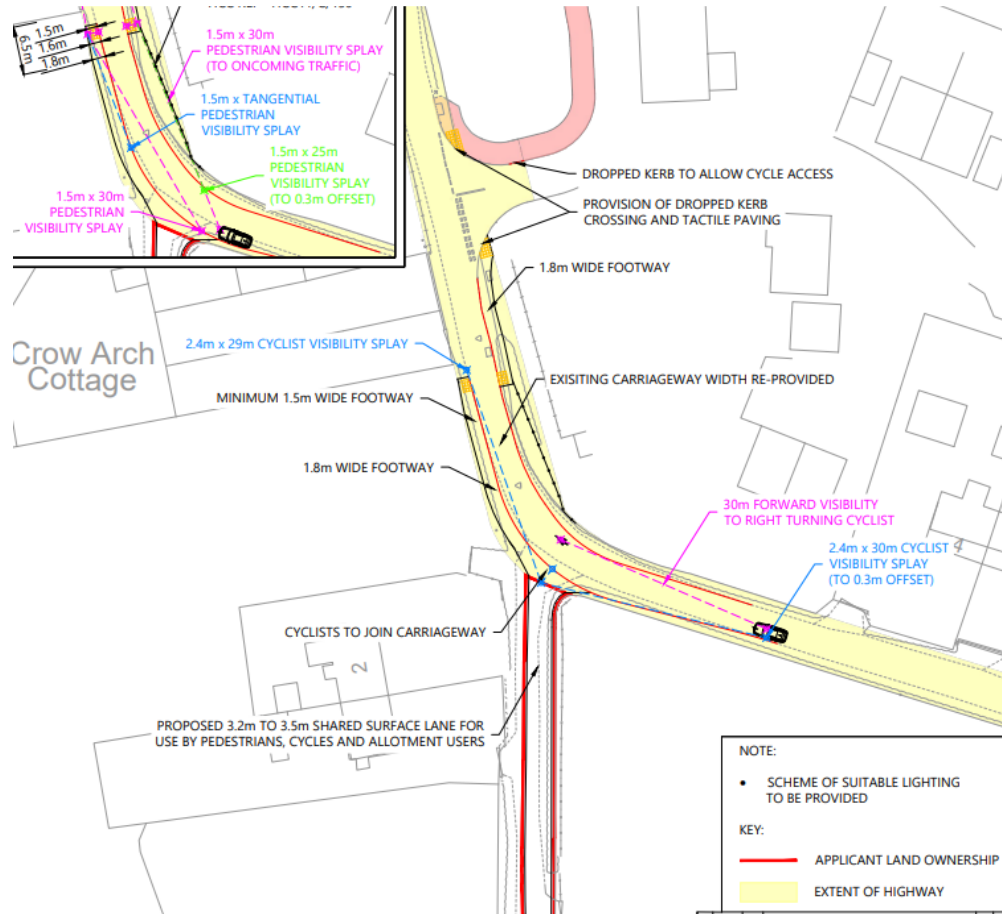 1.5m
1.6m
1.8m
6.5m
1.5m x 30m
PEDESTRIAN VISIBILITY SPLAY
(TO ONCOMING TRAFFIC)
1.5m x TANGENTIAL
PEDESTRIAN
VISIBILITY SPLAY
1.5m x 25m
PEDESTRIAN
VISIBILITY SPLAY
(TO 0.3m OFFSET)
1.5m x 30m
PEDESTRIAN
VISIBILITY SPLAY
DROPPED KERB TO ALLOW CYCLE ACCESS
PROVISION OF DROPPED KERB
CROSSING AND TACTILE PAVING
1.8m WIDE FOOTWAY
Crow Arch
Cottage
2.4m x 29m CYCLIST VISIBILITY SPLAY
EXISITING CARRIAGEWAY WIDTH RE-PROVIDED
MINIMUM 1.5m WIDE FOOTWAY
1.8m WIDE FOOTWAY
30m FORWARD VISIBILITY
TO RIGHT TURNING CYCLIST
2.4m x 30m CYCLIST
VISIBILITY SPLAY
(TO 0.3m OFFSET)
4
CYCLISTS TO JOIN CARRIAGEWAY
2
PROPOSED 3.2m TO 3.5m SHARED SURFACE LANE FOR
USE BY PEDESTRIANS, CYCLES AND ALLOTMENT USERS
NOTE:
• SCHEME OF SUITABLE LIGHTING
TO BE PROVIDED
KEY:
APPLICANT LAND OWNERSHIP
EXTENT OF HIGHWAY